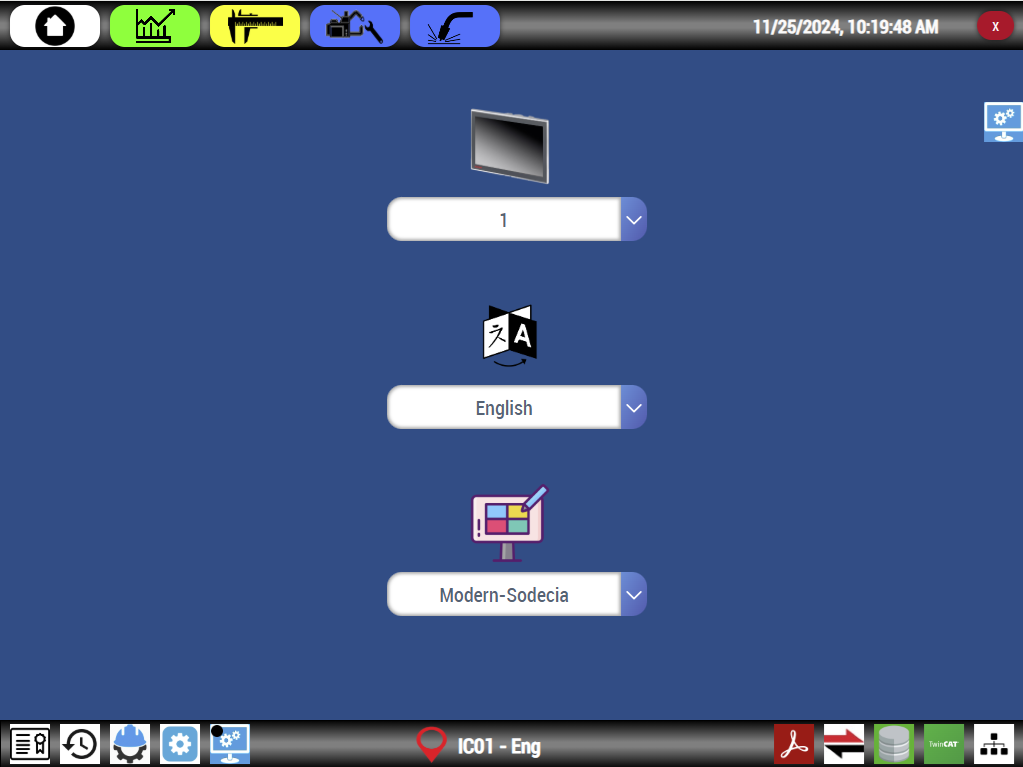 11/25/2024, 10:19:48 AM
x
1
A
English
Modern-Sodecia
IC01 - Eng
TwinCAT